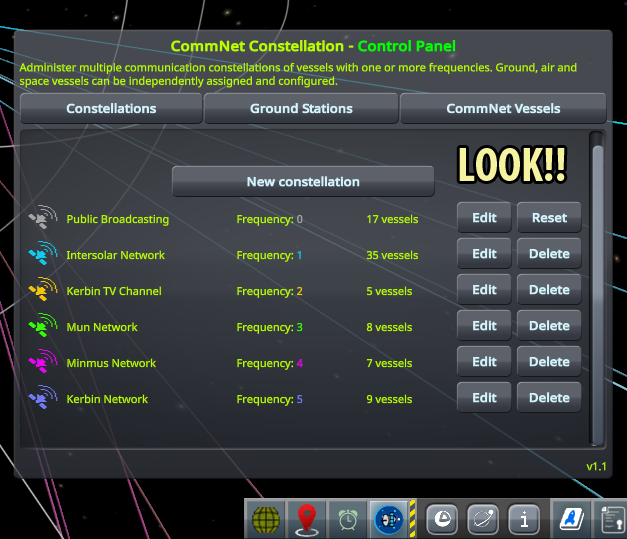 CommNet Constellation - Control Panel
Administer multiple communication constellations of vessels with one or more frequencies. Ground, air and
space vessels can be independently assigned and configured.
Constellations Ground Stations CommNet Vessels
LOOK!!
New constellation
Public Broadcasting Frequency: 0 17 vessels Edit Reset
Intersolar Network Frequency: 1 35 vessels Edit Delete
Kerbin TV Channel Frequency: 2 5 vessels Edit Delete
Mun Network Frequency: 3 8 vessels Edit Delete
Minmus Network Frequency: 4 7 vessels Edit Delete
Kerbin Network Frequency: 5 9 vessels Edit Delete
v1.1